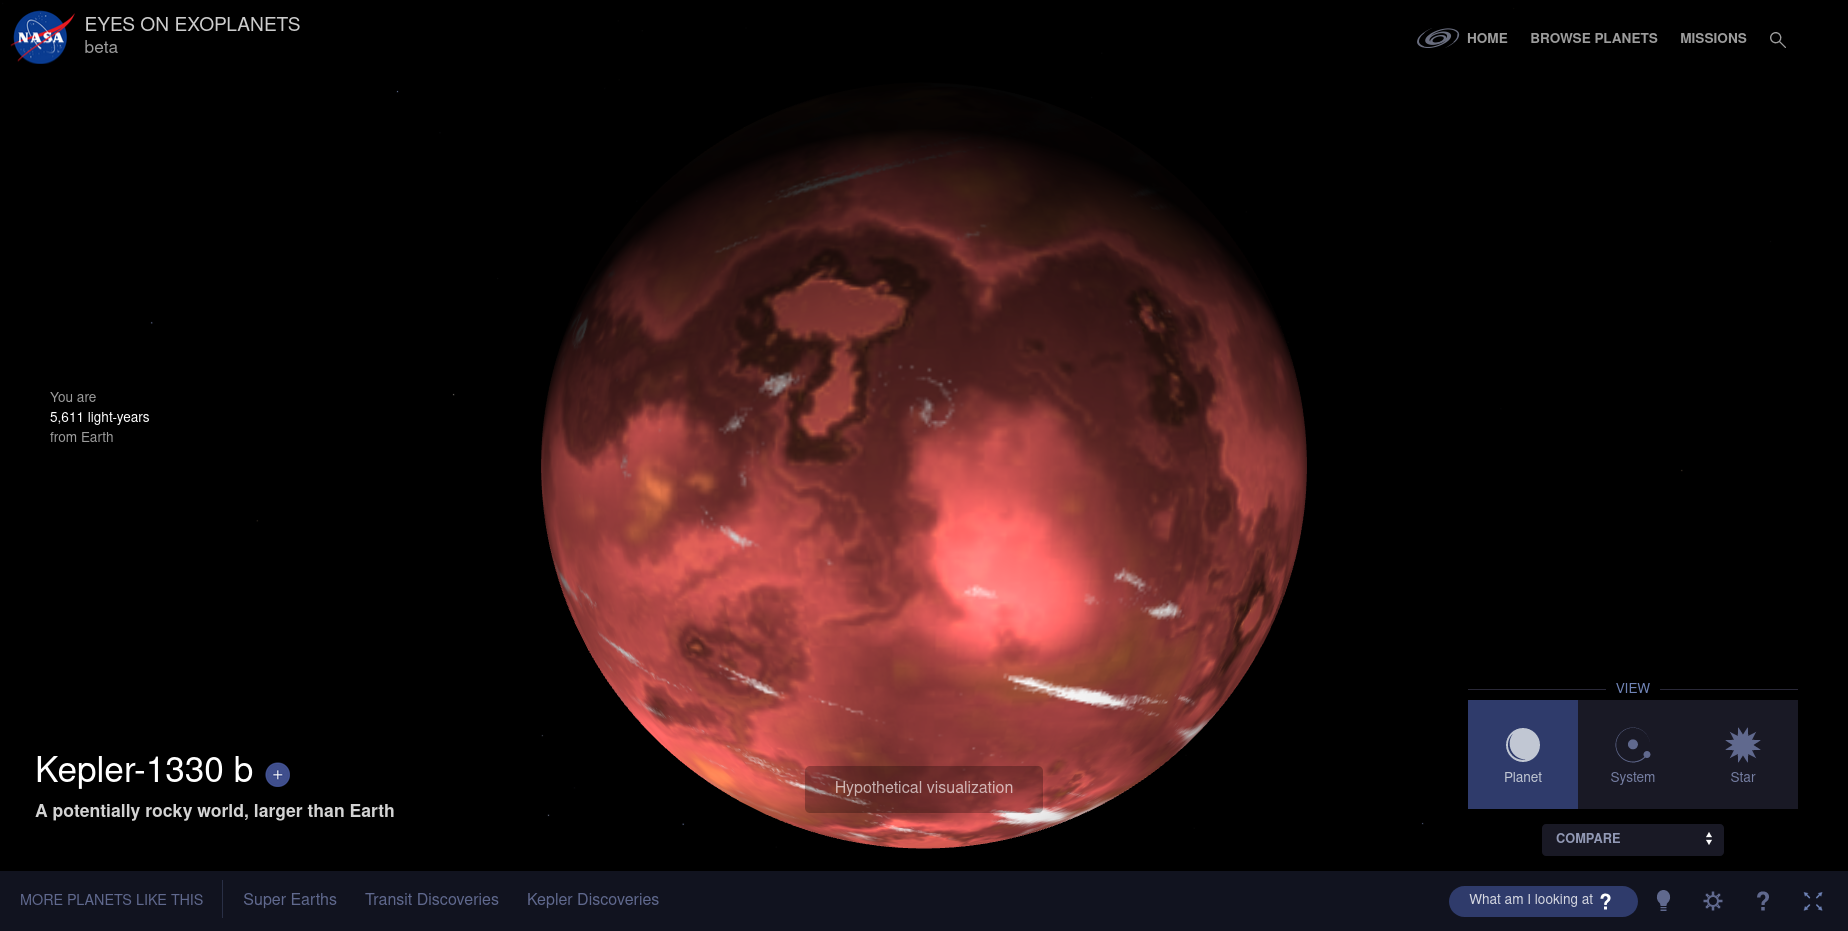 NASA
EYES ON EXOPLANETS
beta
HOME
BROWSE PLANETS
MISSIONS
You are
5,611 light-years
from Earth
Kepler-1330 b +
A potentially rocky world, larger than Earth
Hypothetical visualization
VIEW
Planet
System
Star
COMPARE
MORE PLANETS LIKE THIS
Super Earths
Transit Discoveries
Kepler Discoveries
What am I looking at ?
?